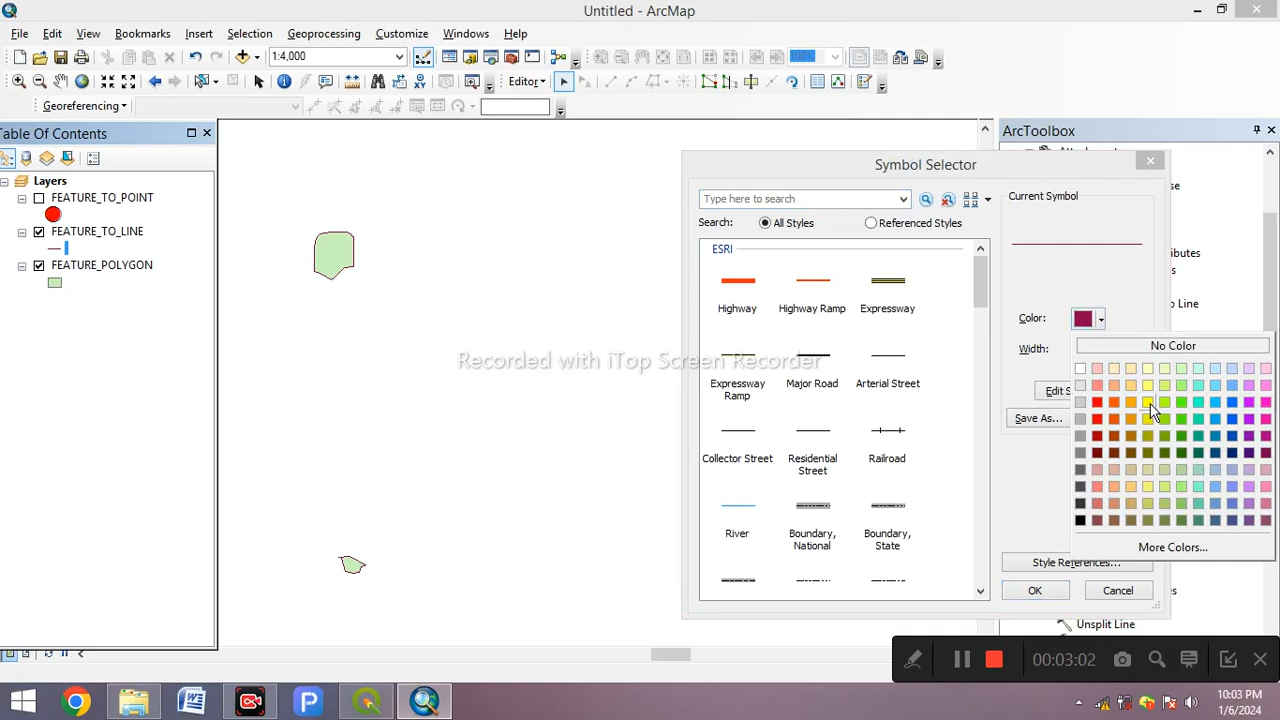 Untitled - ArcMap
File Edit View Bookmarks Insert Selection Geoprocessing Customize Windows Help
1:4,000
100%
Editor
Georeferencing
Table Of Contents
Layers
FEATURE_TO_POINT
FEATURE_TO_LINE
FEATURE_POLYGON
ArcToolbox
Symbol Selector
Type here to search
Search: All Styles Referenced Styles
ESRI
Highway Highway Ramp Expressway
Expressway Ramp Major Road Arterial Street
Collector Street Residential Street Railroad
River Boundary, National Boundary, State
Current Symbol
Color:
Width:
No Color
More Colors...
Edit S
Save As...
Style References...
OK Cancel
Line
Unsplit Line
Recorded with iTop Screen Recorder
00:03:02
10:03 PM
1/6/2024